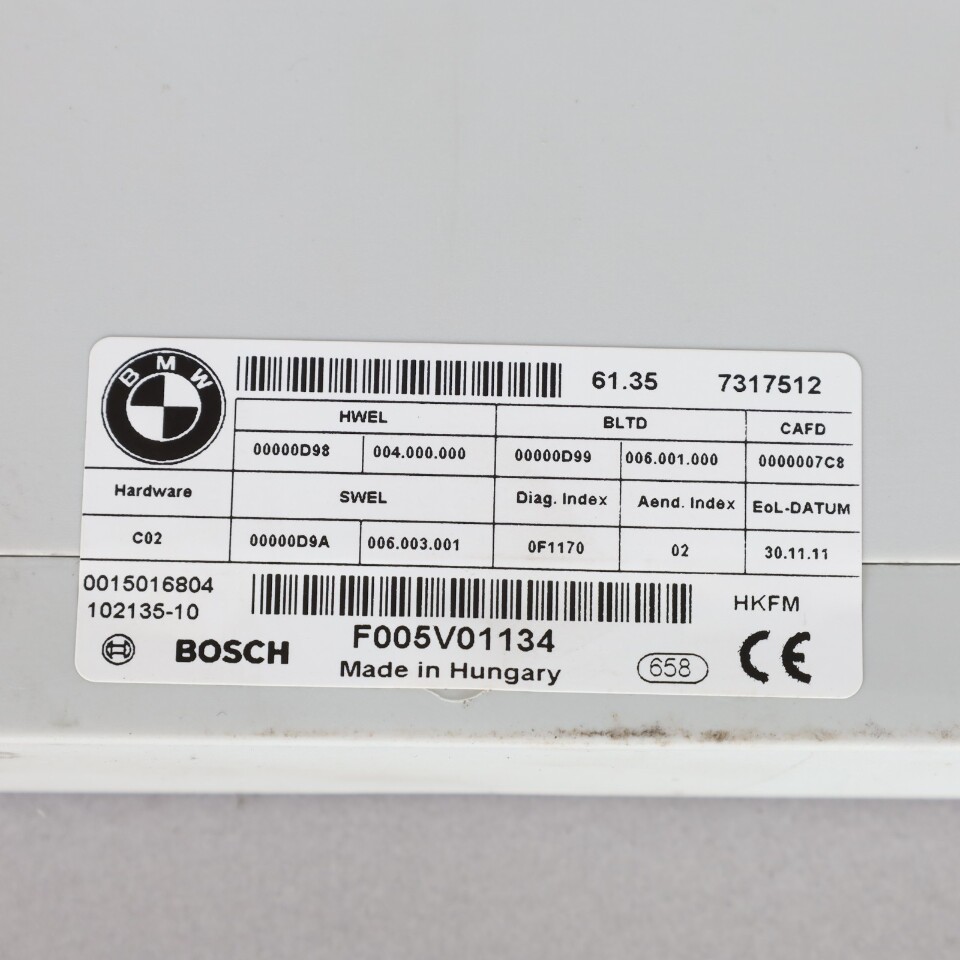 BMW
61.35 7317512
HWEL BLTD CAFD
00000D98 004.000.000 00000D99 006.001.000 0000007C8
Hardware SWEL Diag. Index Aend. Index EoL-DATUM
C02 00000D9A 006.003.001 0F1170 02 30.11.11
0015016804
102135-10
HKFM
BOSCH F005V01134
Made in Hungary 658 CE